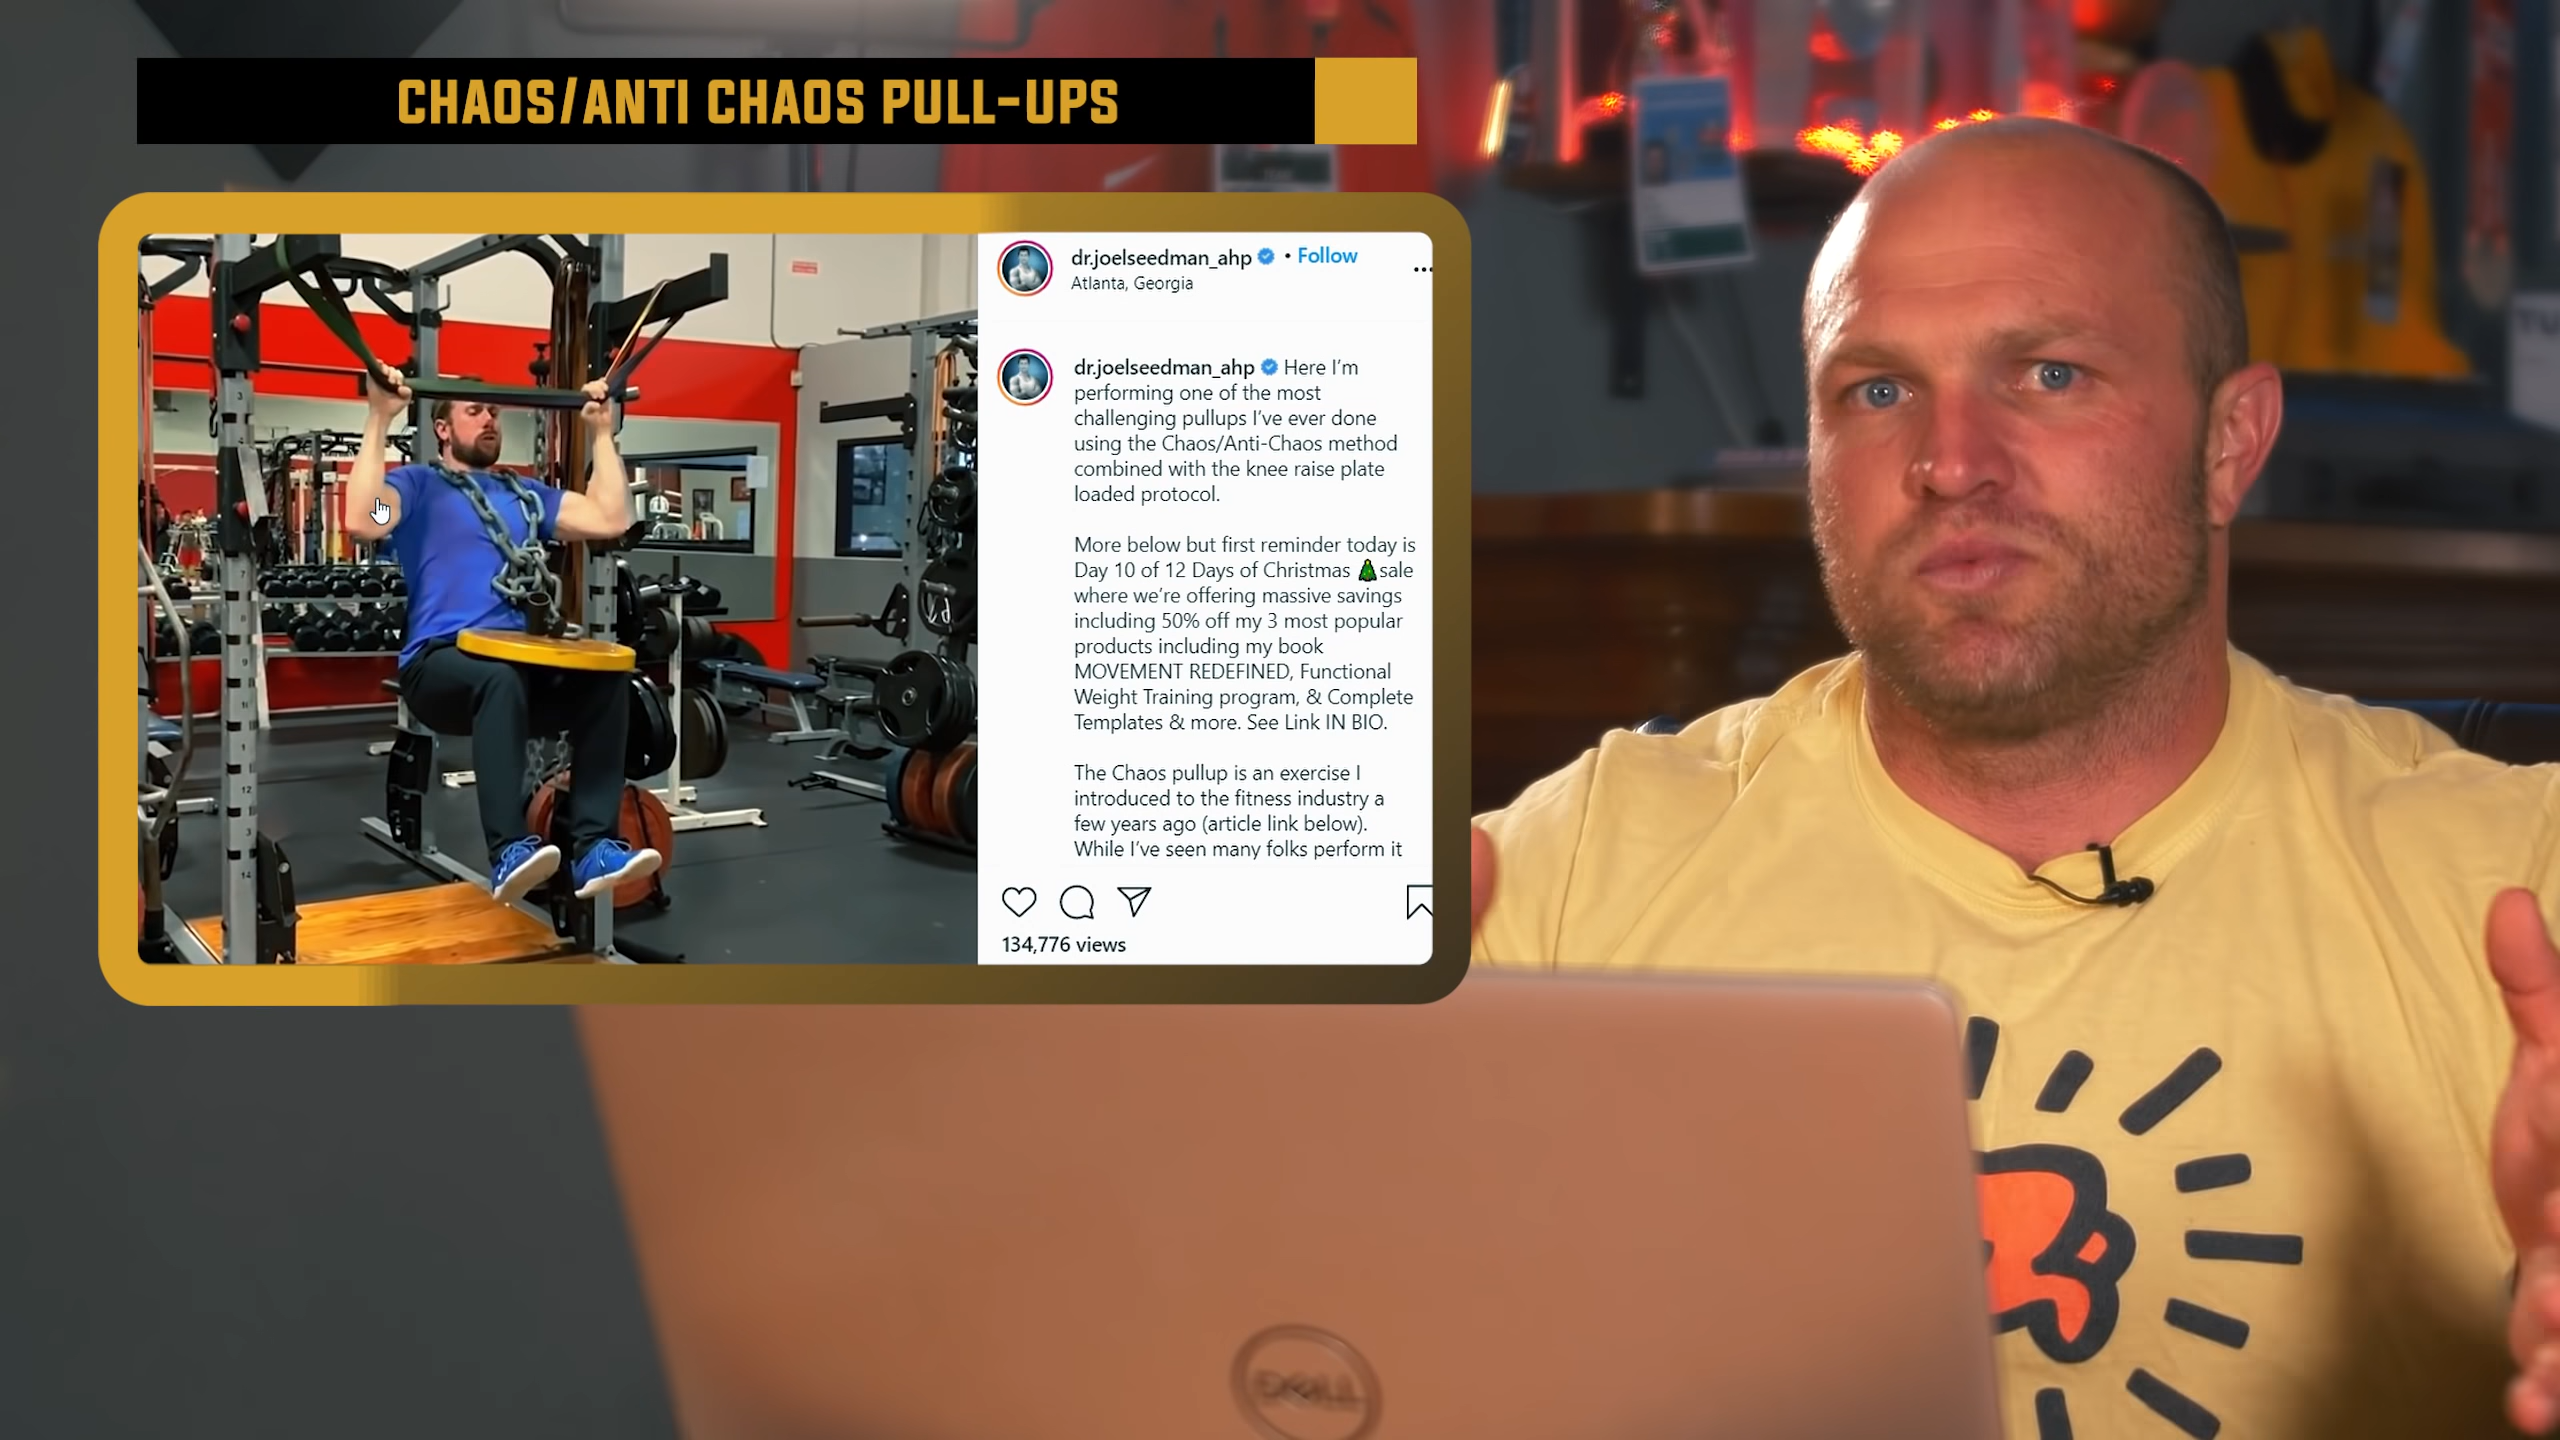 CHAOS/ANTI CHAOS PULL-UPS
dr.joelseedman_ahp • Follow
Atlanta, Georgia
dr.joelseedman_ahp Here I'm
performing one of the most
challenging pullups I've ever done
using the Chaos/Anti-Chaos method
combined with the knee raise plate
loaded protocol.
More below but first reminder today is
Day 10 of 12 Days of Christmas 🎄sale
where we're offering massive savings
including 50% off my 3 most popular
products including my book
MOVEMENT REDEFINED, Functional
Weight Training program, & Complete
Templates & more. See Link IN BIO.
The Chaos pullup is an exercise I
introduced to the fitness industry a
few years ago (article link below).
While I've seen many folks perform it
134,776 views
DELL